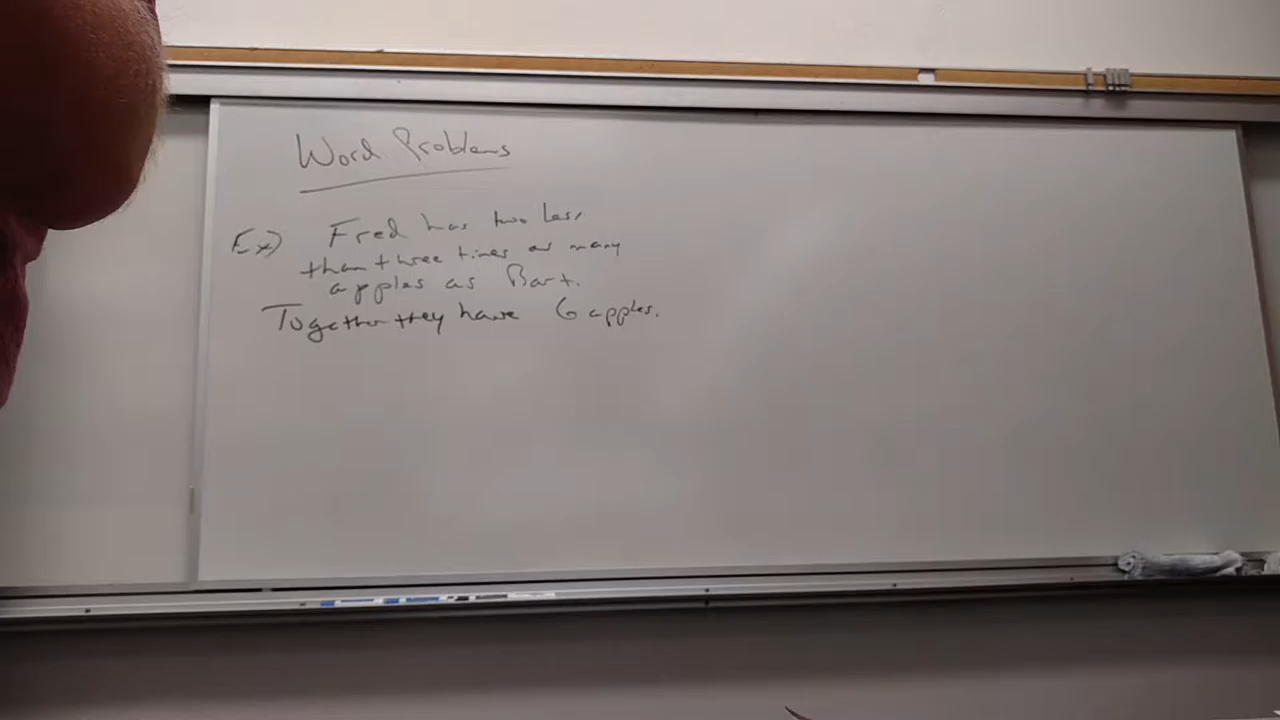 Word Problems
Ex) Fred has two less
than three times as many
apples as Bart.
Together they have 6 apples.